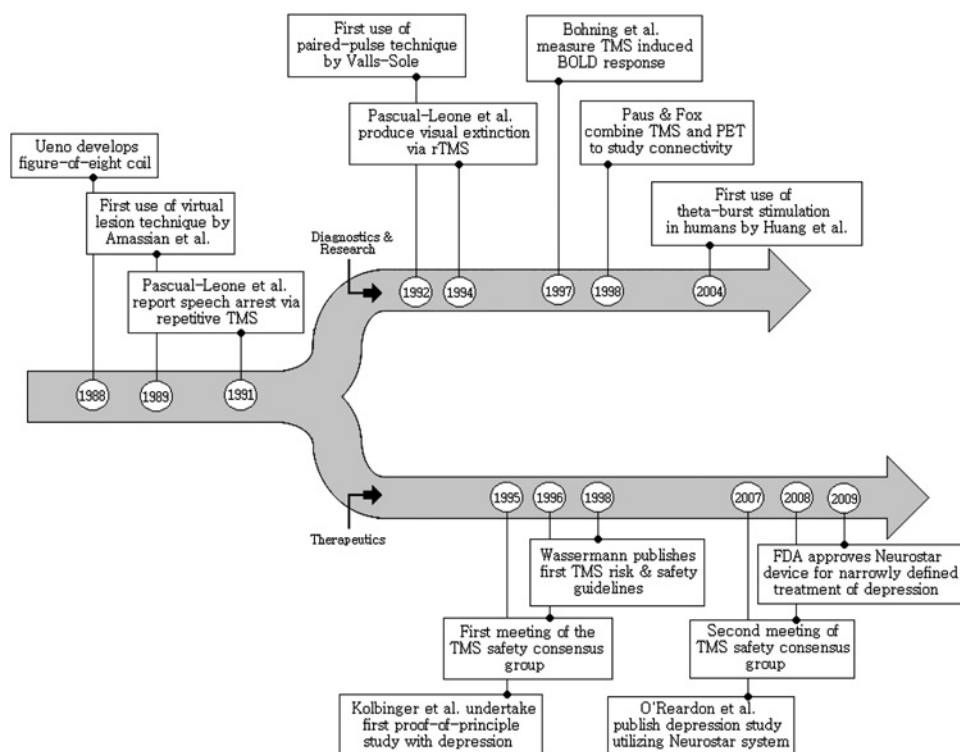 First use of
paired-pulse technique
by Valls-Sole
Bohning et al.
measure TMS induced
BOLD response
Pascual-Leone et al.
produce visual extinction
via rTMS
Paus & Fox
combine TMS and PET
to study connectivity
Ueno develops
figure-of-eight coil
First use of virtual
lesion technique by
Amassian et al.
First use of
theta-burst stimulation
in humans by Huang et al.
Pascual-Leone et al.
report speech arrest via
repetitive TMS
Diagnostics &
Research
1992
1994
1997
1998
2004
1988
1989
1991
1995
1996
1998
2007
2008
2009
Therapeutics
Wassermann publishes
first TMS risk & safety
guidelines
FDA approves Neurostar
device for narrowly defined
treatment of depression
First meeting of the
TMS safety consensus
group
Second meeting of
TMS safety consensus
group
Kolbinger et al. undertake
first proof-of-principle
study with depression
O'Reardon et al.
publish depression study
utilizing Neurostar system